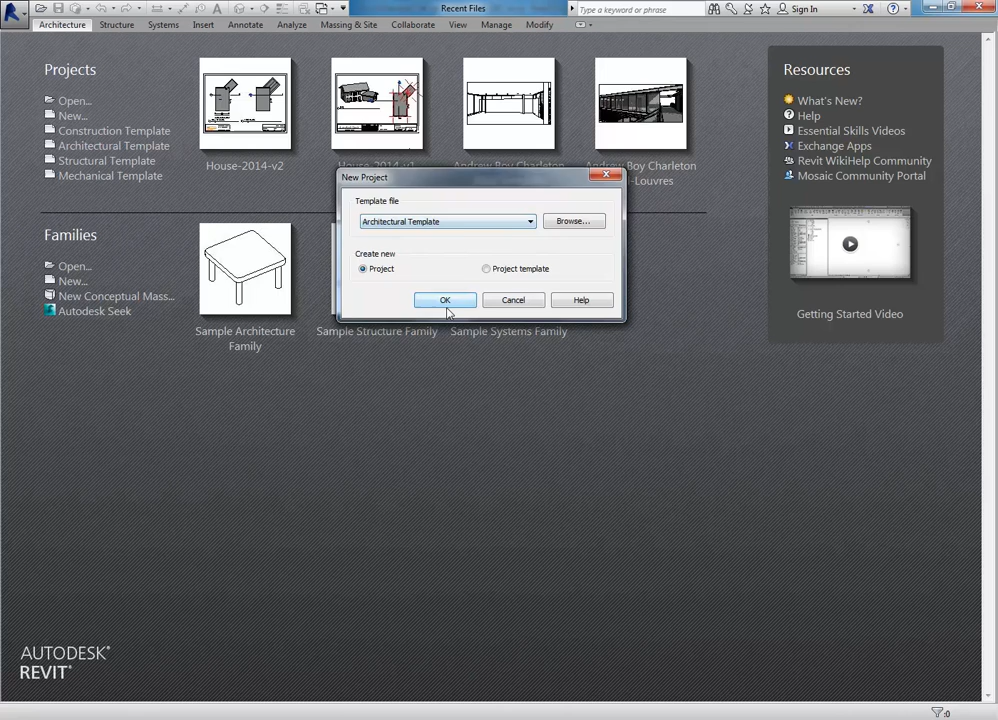 Recent Files
Type a keyword or phrase
Sign In
Architecture
Structure
Systems
Insert
Annotate
Analyze
Massing & Site
Collaborate
View
Manage
Modify
Projects
Open...
New...
Construction Template
Architectural Template
Structural Template
Mechanical Template
House-2014-v2
House-2014-v1
Resources
What's New?
Help
Essential Skills Videos
Exchange Apps
Revit WikiHelp Community
Mosaic Community Portal
Getting Started Video
New Project
Template file
Architectural Template
Browse...
Create new
Project
Project template
OK
Cancel
Help
Families
Open...
New...
New Conceptual Mass...
Autodesk Seek
Sample Architecture
Family
Sample Structure Family
Sample Systems Family
AUTODESK®
REVIT®
:0